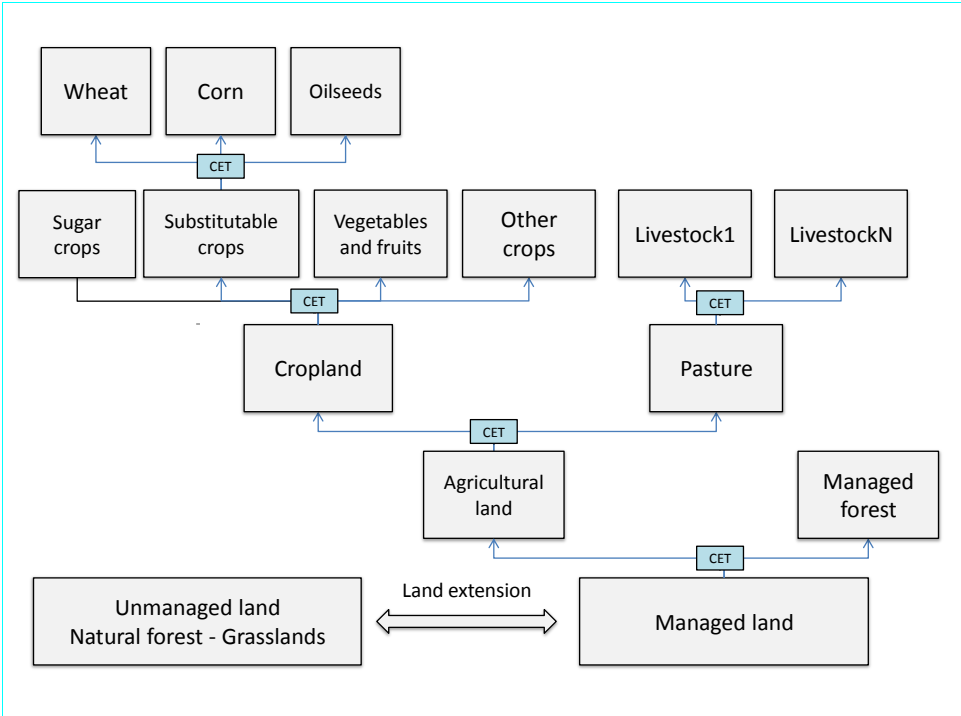 Wheat
Corn
Oilseeds
CET
Sugar
crops
Substitutable
crops
Vegetables
and fruits
Other
crops
Livestock1
LivestockN
CET
CET
Cropland
Pasture
CET
Agricultural
land
Managed
forest
CET
Land extension
Unmanaged land
Natural forest - Grasslands
Managed land